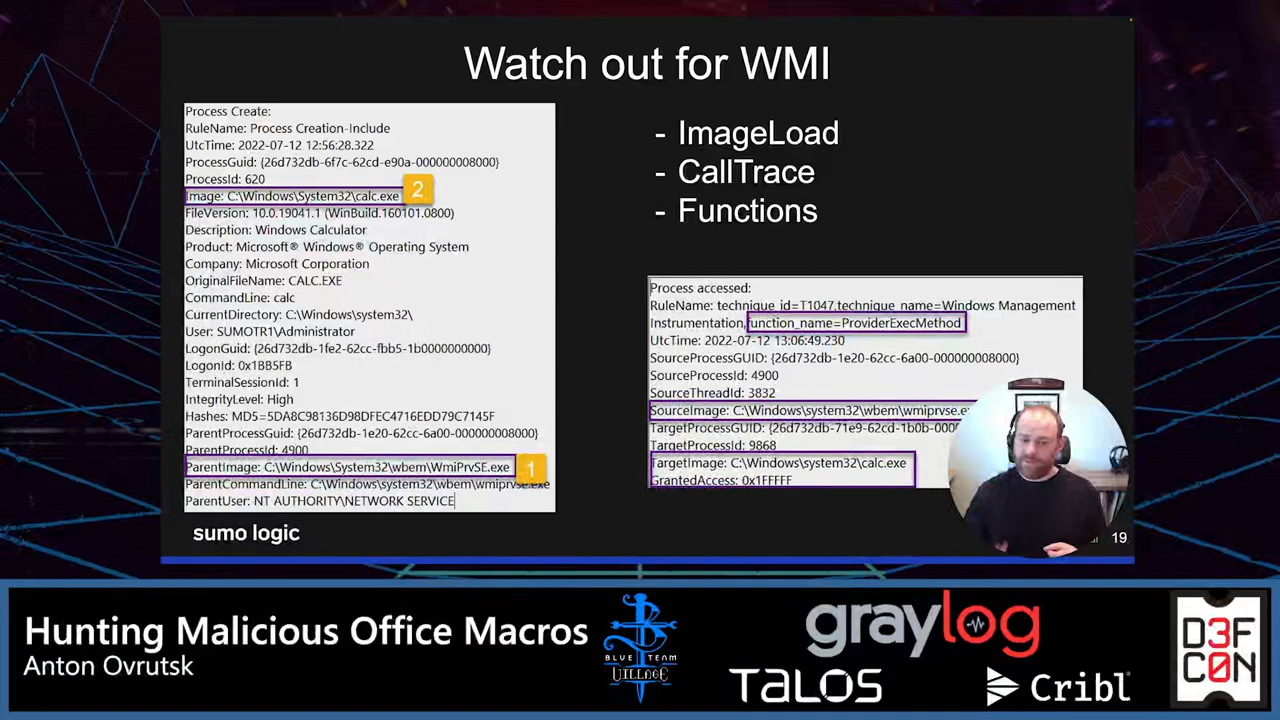 Watch out for WMI
Process Create:
RuleName: Process Creation-Include
UtcTime: 2022-07-12 12:56:28.322
ProcessGuid: {26d732db-6f7c-62cd-e90a-000000008000}
ProcessId: 620
Image: C:\Windows\System32\calc.exe
2
FileVersion: 10.0.19041.1 (WinBuild.160101.0800)
Description: Windows Calculator
Product: Microsoft® Windows® Operating System
Company: Microsoft Corporation
OriginalFileName: CALC.EXE
CommandLine: calc
CurrentDirectory: C:\Windows\system32\
User: SUMOTR1\Administrator
LogonGuid: {26d732db-1fe2-62cc-fbb5-1b0000000000}
LogonId: 0x1BB5FB
TerminalSessionId: 1
IntegrityLevel: High
Hashes: MD5=5DA8C98136D98DFEC4716EDD79C7145F
ParentProcessGuid: {26d732db-1e20-62cc-6a00-000000008000}
ParentProcessId: 4900
ParentImage: C:\Windows\System32\wbem\WmiPrvSE.exe
1
ParentCommandLine: C:\Windows\system32\wbem\wmiprvse.exe
ParentUser: NT AUTHORITY\NETWORK SERVICE
- ImageLoad
- CallTrace
- Functions
Process accessed:
RuleName: technique_id=T1047,technique_name=Windows Management
Instrumentation,function_name=ProviderExecMethod
UtcTime: 2022-07-12 13:06:49.230
SourceProcessGUID: {26d732db-1e20-62cc-6a00-000000008000}
SourceProcessId: 4900
SourceThreadId: 3832
SourceImage: C:\Windows\system32\wbem\wmiprvse.ex
TargetProcessGUID: {26d732db-71e9-62cd-1b0b-000
TargetProcessId: 9868
TargetImage: C:\Windows\system32\calc.exe
GrantedAccess: 0x1FFFFF
sumo logic
19
Hunting Malicious Office Macros
Anton Ovrutsk
BLUE TEAM
VILLAGE
graylog
TALOS
Cribl
D3F
C0N